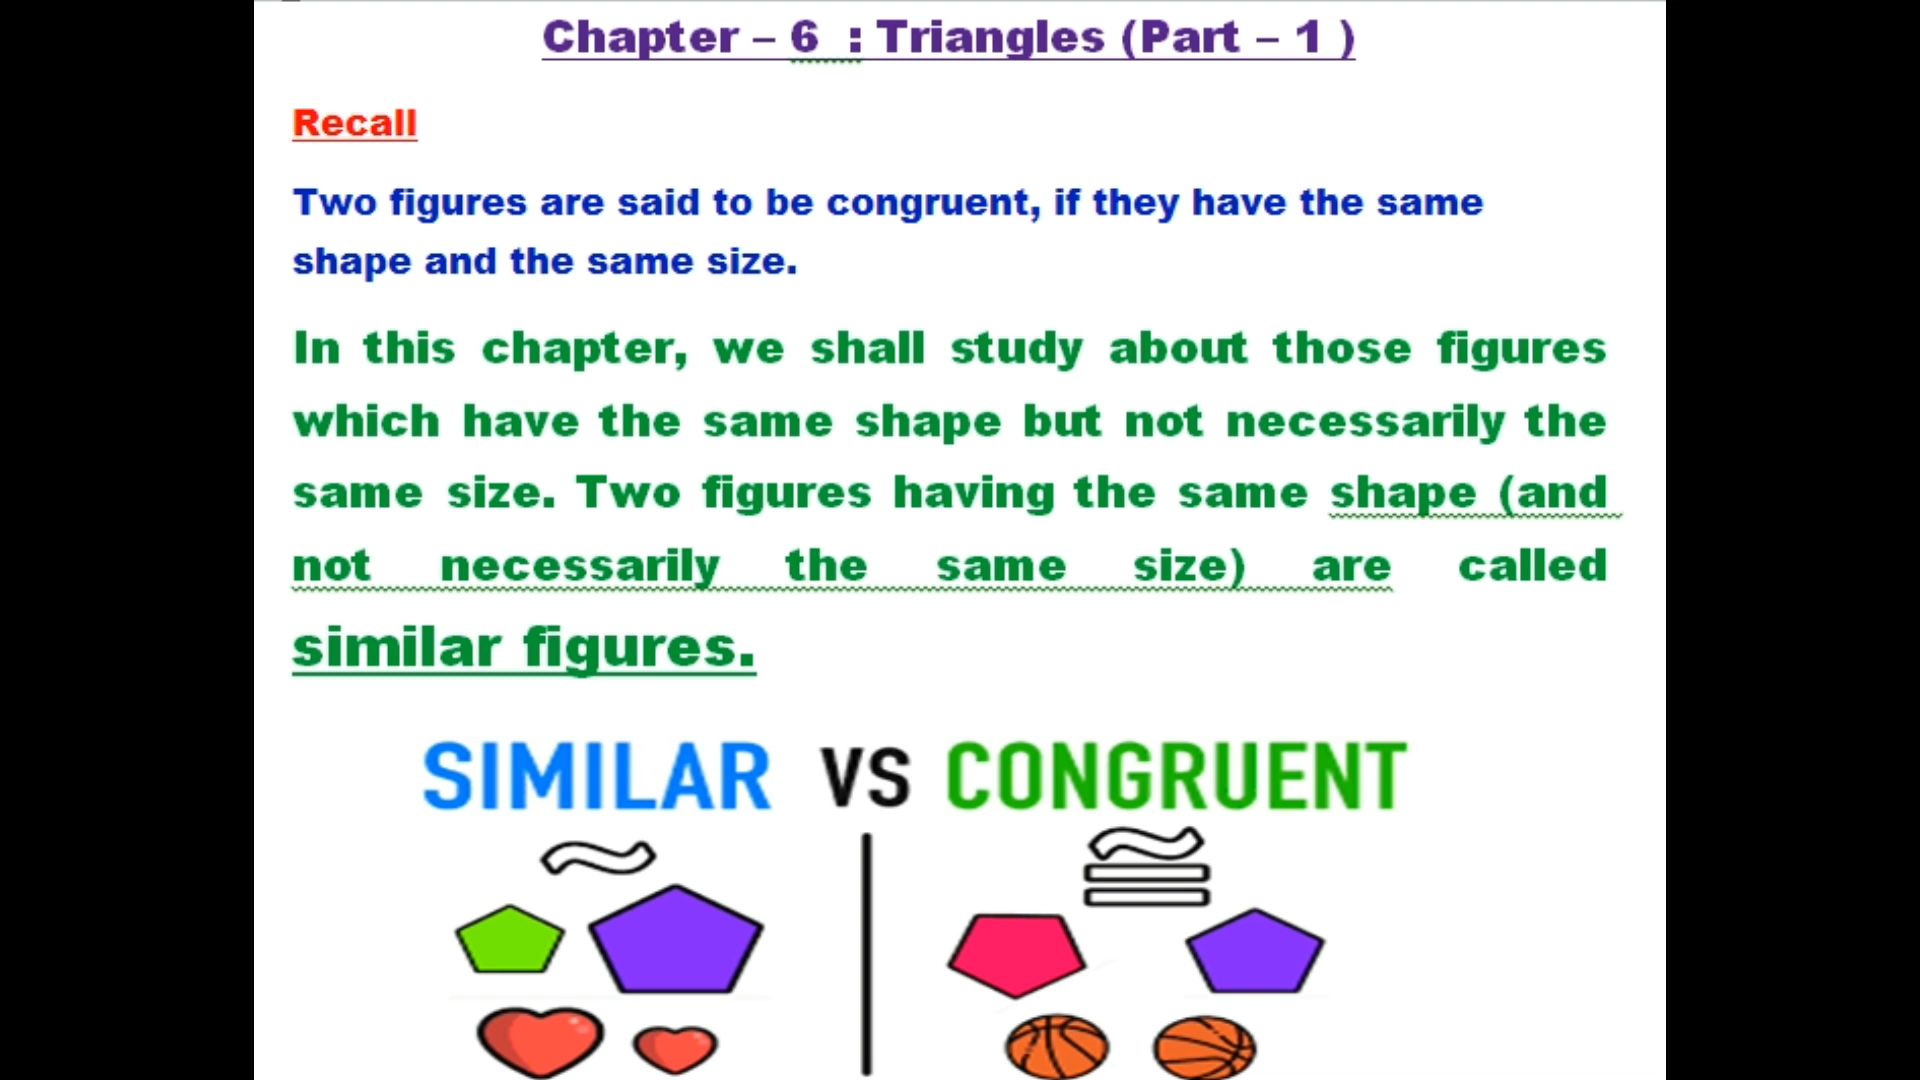 Chapter – 6 : Triangles (Part – 1 )
Recall
Two figures are said to be congruent, if they have the same
shape and the same size.
In this chapter, we shall study about those figures
which have the same shape but not necessarily the
same size. Two figures having the same shape (and
not necessarily the same size) are called
similar figures.
SIMILAR VS CONGRUENT
~ ≅